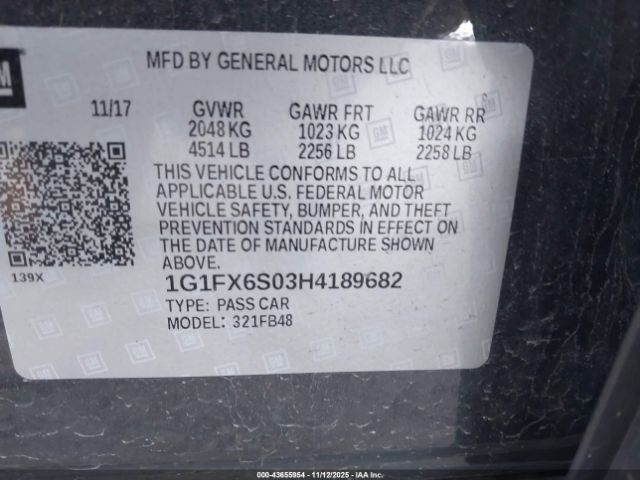 GM
MFD BY GENERAL MOTORS LLC
11/17 GVWR GAWR FRT GAWR RR
2048 KG 1023 KG 1024 KG
4514 LB 2256 LB 2258 LB
THIS VEHICLE CONFORMS TO ALL
APPLICABLE U.S. FEDERAL MOTOR
VEHICLE SAFETY, BUMPER, AND THEFT
PREVENTION STANDARDS IN EFFECT ON
THE DATE OF MANUFACTURE SHOWN
ABOVE.
139X
1G1FX6S03H4189682
TYPE: PASS CAR
MODEL: 321FB48
000-43655954 | 11/12/2025 | IAAI.CA